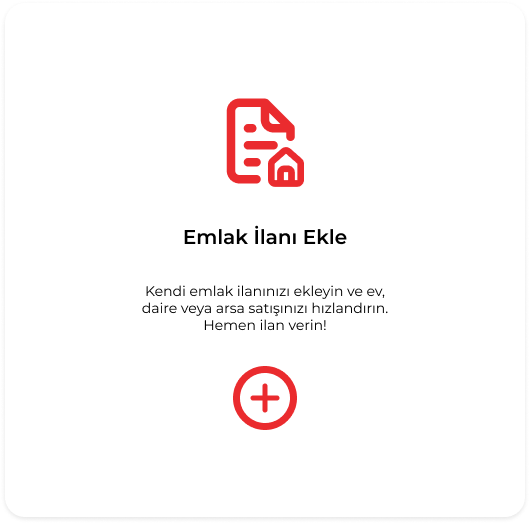 Emlak İlanı Ekle
Kendi emlak ilanınızı ekleyin ve ev,
daire veya arsa satışınızı hızlandırın.
Hemen ilan verin!